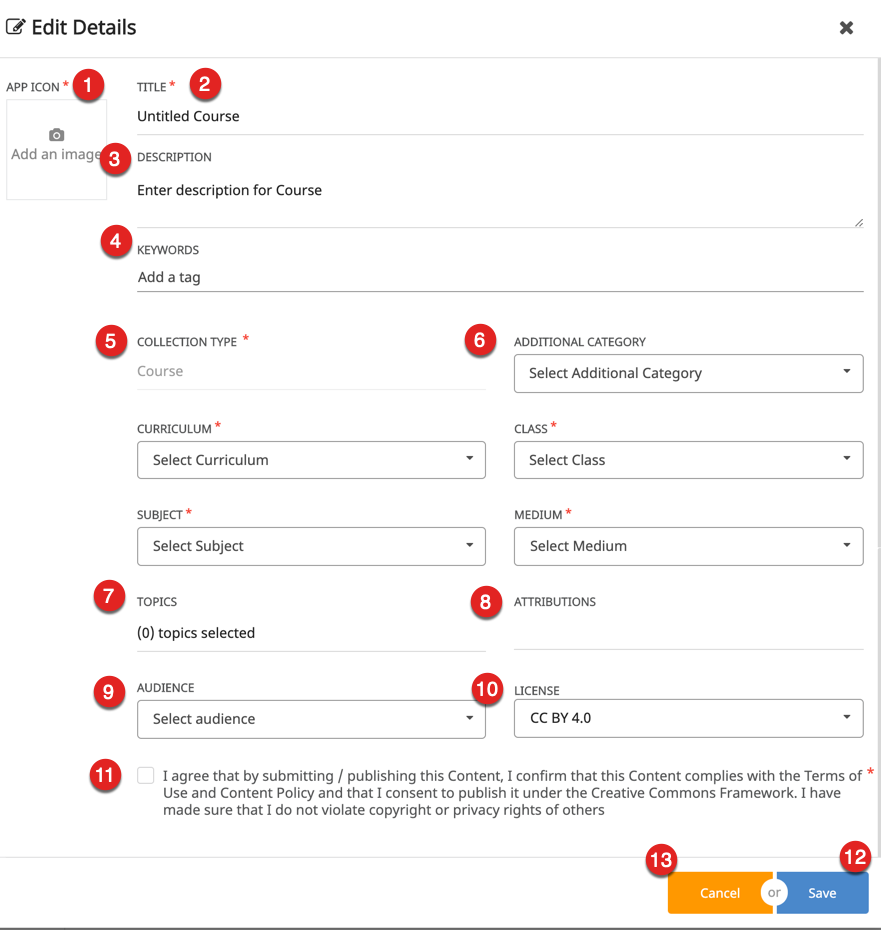 Edit Details
APP ICON * 1
TITLE * 2
Untitled Course
Add an image
3 DESCRIPTION
Enter description for Course
4 KEYWORDS
Add a tag
5 COLLECTION TYPE *
Course
6 ADDITIONAL CATEGORY
Select Additional Category
CURRICULUM *
Select Curriculum
CLASS *
Select Class
SUBJECT *
Select Subject
MEDIUM *
Select Medium
7 TOPICS
(0) topics selected
8 ATTRIBUTIONS
9 AUDIENCE
Select audience
10 LICENSE
CC BY 4.0
11 I agree that by submitting / publishing this Content, I confirm that this Content complies with the Terms of *
Use and Content Policy and that I consent to publish it under the Creative Commons Framework. I have
made sure that I do not violate copyright or privacy rights of others
13 12
Cancel or Save